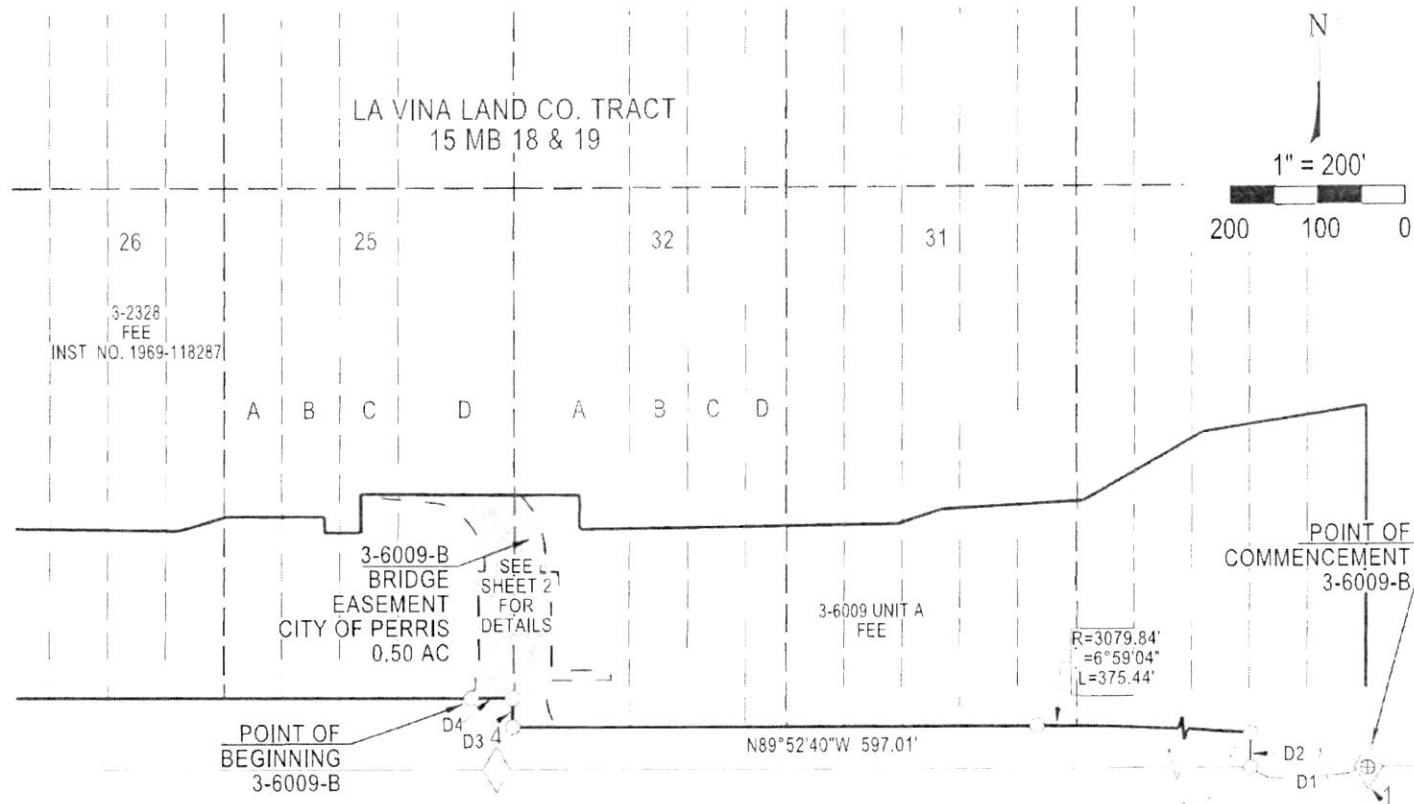 N
LA VINA LAND CO. TRACT
15 MB 18 & 19
1" = 200'
200 100 0
26 25 32 31
3-2328
FEE
INST NO. 1969-118287
A B C D A B C D
POINT OF
COMMENCEMENT
3-6009-B
3-6009-B
BRIDGE
EASEMENT
CITY OF PERRIS
0.50 AC
SEE
SHEET 2
FOR
DETAILS
3-6009 UNIT A
FEE
R=3079.84'
=6°59'04"
L=375.44'
D4
D3 4
POINT OF
BEGINNING
3-6009-B
N89°52'40"W 597.01'
D2
D1
1